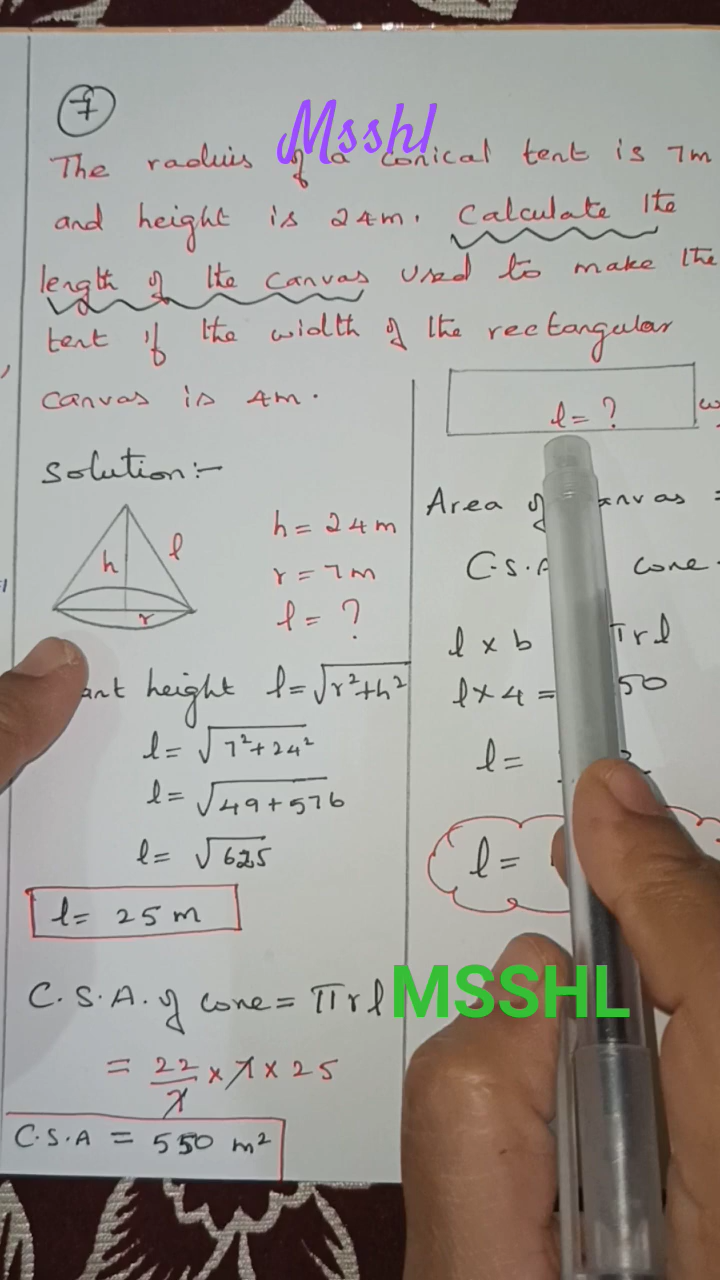 7
Msshl
The radius of a conical tent is 7m
and height is 24m. Calculate the
length of the canvas used to make the
tent if the width of the rectangular
canvas is 4m.
Solution:-
h
l
r
h = 24m
r = 7m
l = ?
height l = √r²+h²
l = √7²+24²
l = √49+576
l = √625
l = 25 m
C.S.A. of cone = πrl
= 22/7 × 7 × 25
C.S.A = 550 m²
l = ?
Area of
C.S. cone
l × b πrl
l × 4 = 50
l =
l =
MSSHL